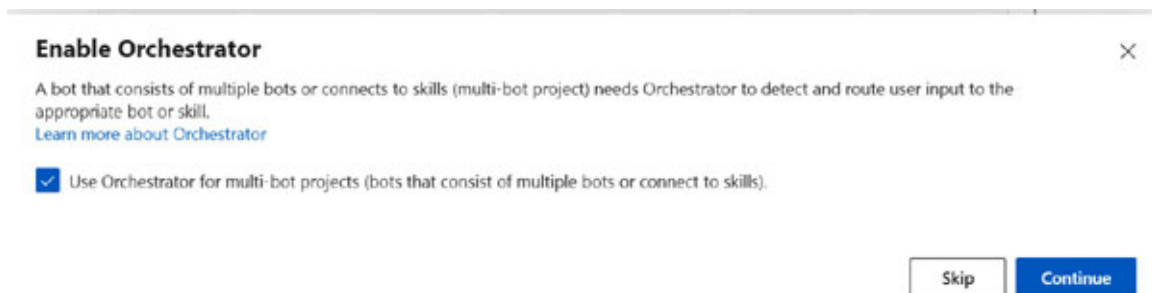 Enable Orchestrator
A bot that consists of multiple bots or connects to skills (multi-bot project) needs Orchestrator to detect and route user input to the
appropriate bot or skill.
Learn more about Orchestrator
Use Orchestrator for multi-bot projects (bots that consist of multiple bots or connect to skills).
Skip Continue